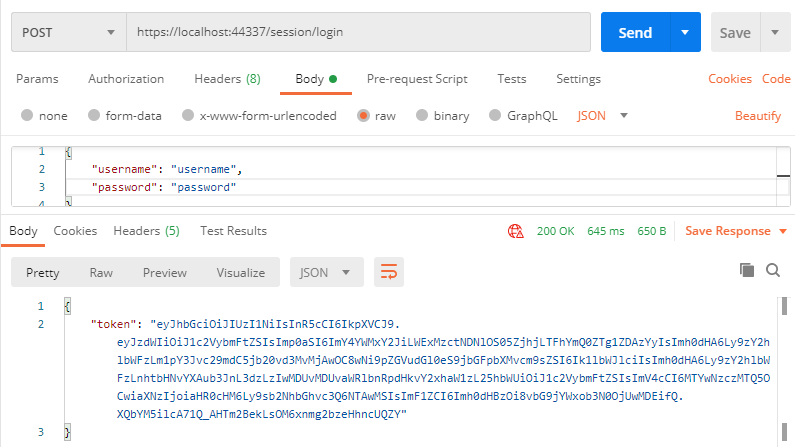 POST https://localhost:44337/session/login Send Save
Params Authorization Headers (8) Body Pre-request Script Tests Settings Cookies Code
none form-data x-www-form-urlencoded raw binary GraphQL JSON Beautify
1 {
2 "username": "username",
3 "password": "password"
4 }
Body Cookies Headers (5) Test Results 200 OK 645 ms 650 B Save Response
Pretty Raw Preview Visualize JSON
1 {
2 "token": "eyJhbGciOiJIUzI1NiIsInR5cCI6IkpXVCJ9.
eyJzdWIiOiJ1c2VybmFtZSIsImp0aSI6ImY4YWMxY2JiLWExMzctNDNlOS05ZjhjLTFhYmQ0ZTg1ZDAzYyIsImh0dHA6Ly9zY2h
lbWFzLm1pY3Jvc29mdC5jb20vd3MvMjAwOC8wNi9pZGVudGl0eS9jbGFpbXMvcm9sZSI6Ik1lbWJlciIsImh0dHA6Ly9zY2hlbW
FzLnhtbHNvYXAub3JnL3dzLzIwMDUvMDUvaWRlbnRpdHkvY2xhaW1zL25hbWUiOiJ1c2VybmFtZSIsImV4cCI6MTYwNzczMTQ5O
CwiaXNzIjoiaHR0cHM6Ly9sb2NhbGhvc3Q6NTAwMSIsImF1ZCI6Imh0dHBzOi8vbG9jYWxob3N0OjUwMDEifQ.
XQbYM5ilcA71Q_AHTm2BekLsOM6xnmg2bzeHhncUQZY"
3 }